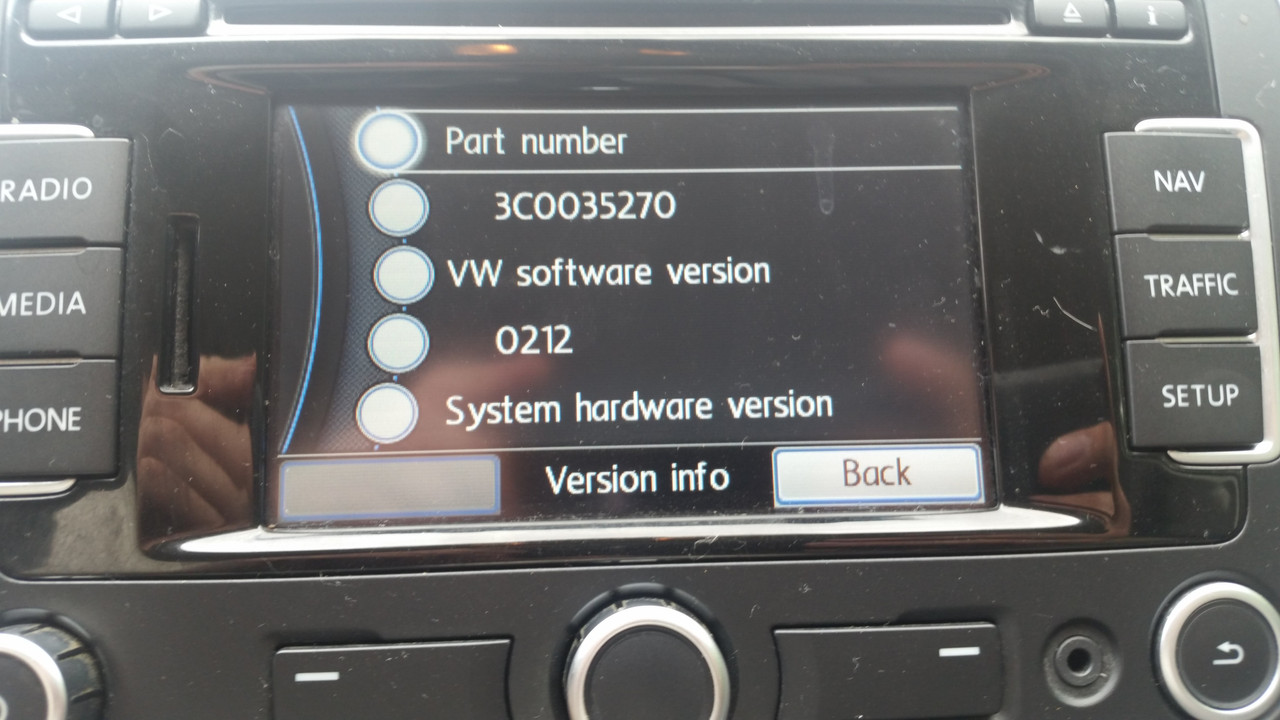 Part number
RADIO
NAV
3C0035270
VW software version
MEDIA
TRAFFIC
0212
System hardware version
PHONE
SETUP
Version info
Back